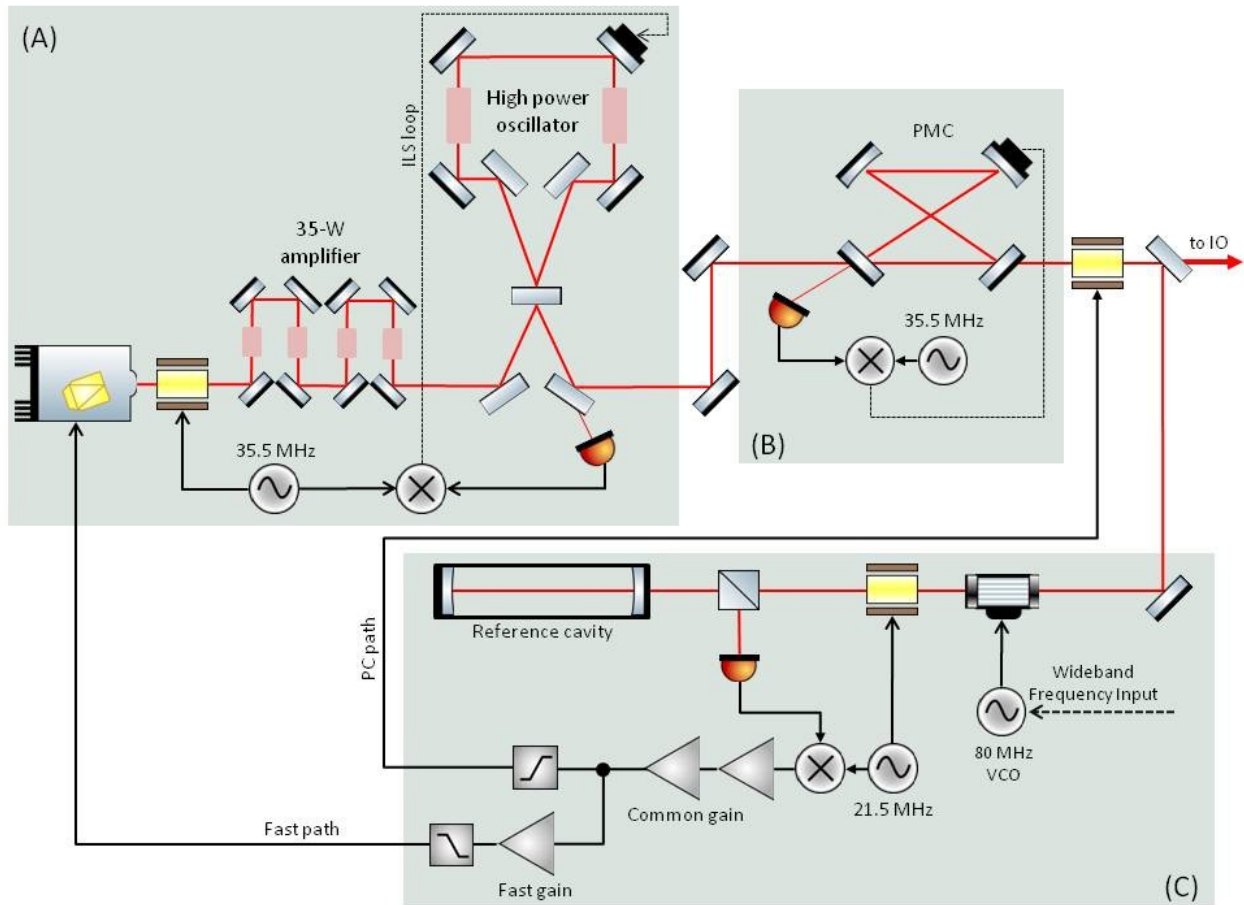 (A)
High power
oscillator
ILS loop
35-W
amplifier
35.5 MHz
PMC
35.5 MHz
(B)
to IO
Reference cavity
PC path
Wideband
Frequency Input
80 MHz
VCO
21.5 MHz
Common gain
Fast path
Fast gain
(C)